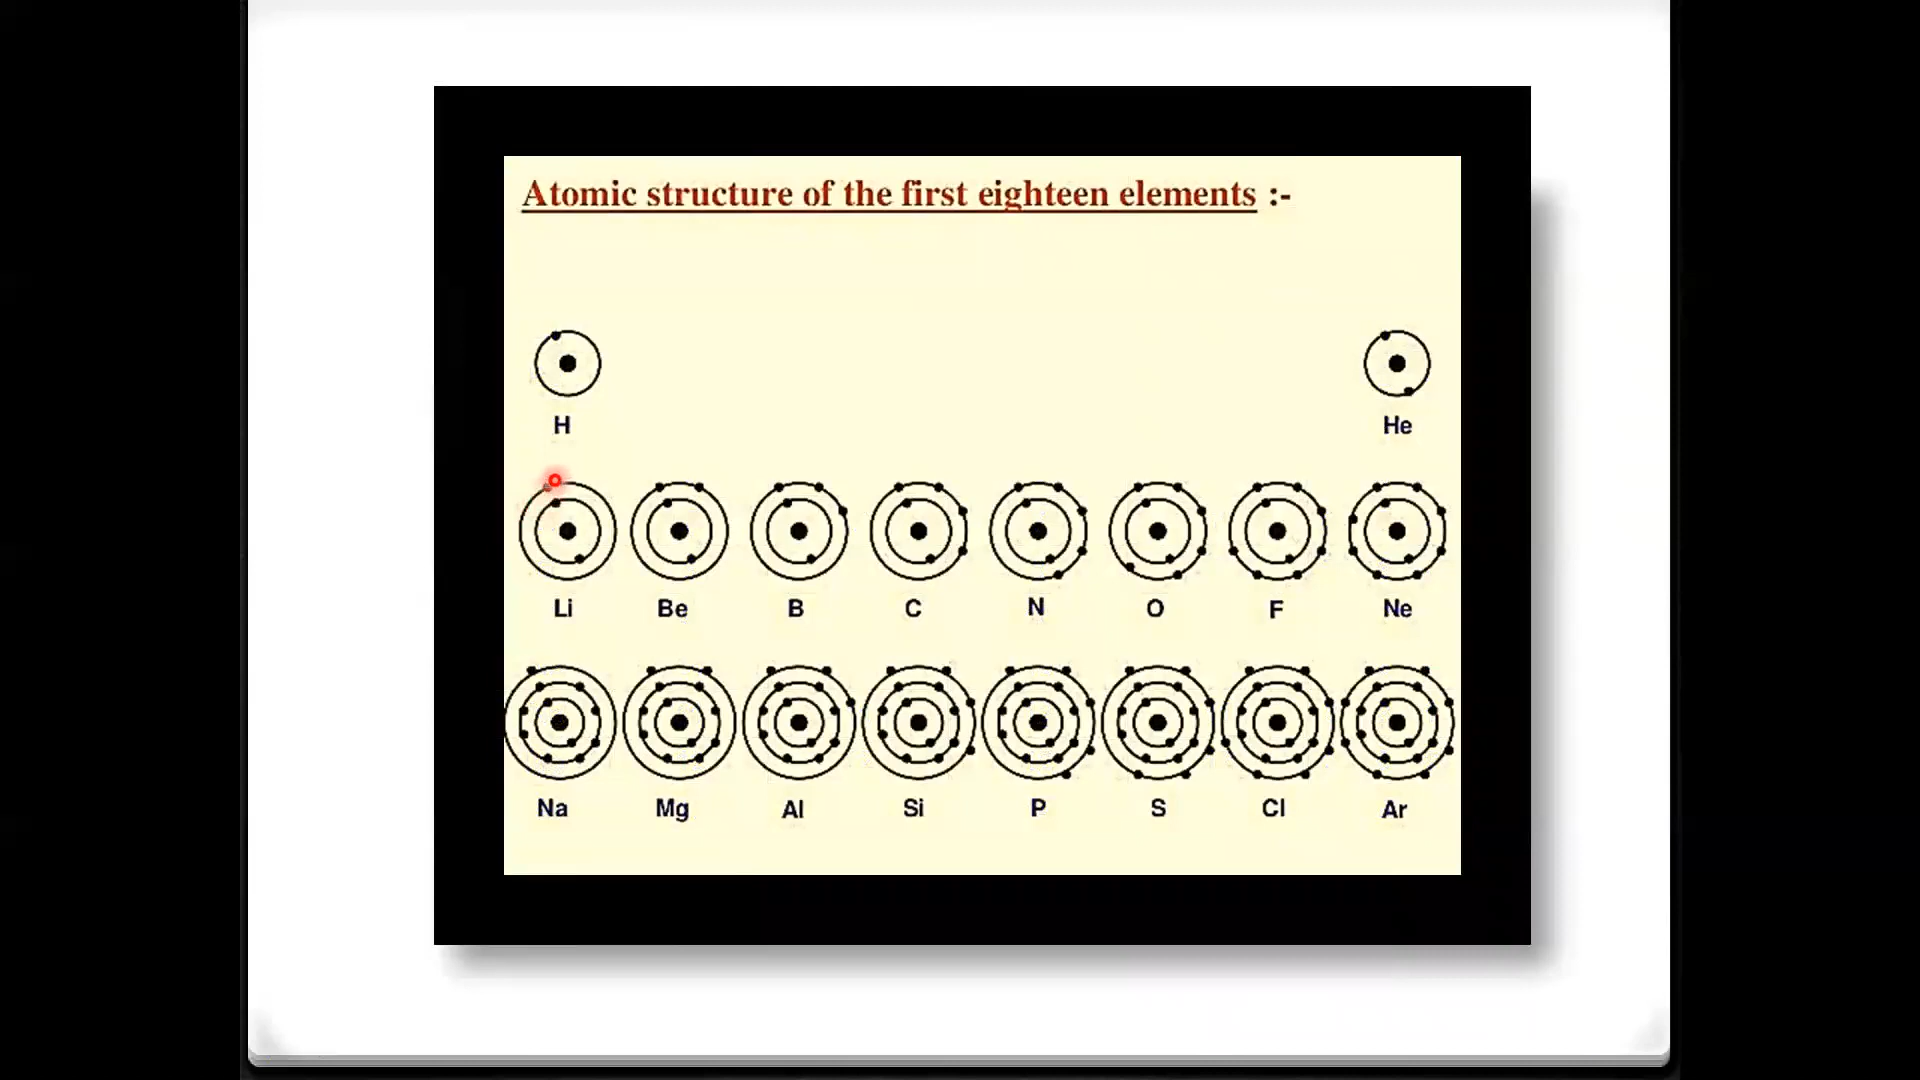 Atomic structure of the first eighteen elements :-
H He
Li Be B C N O F Ne
Na Mg Al Si P S Cl Ar